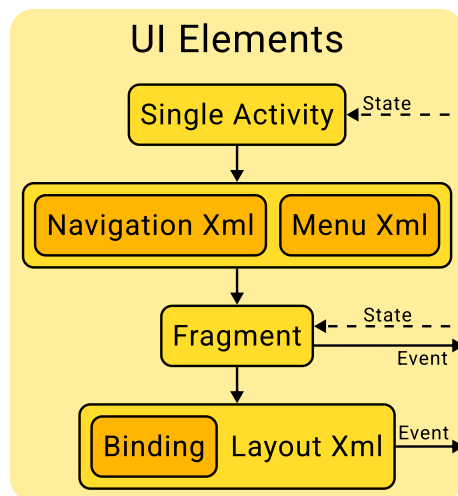 UI Elements
Single Activity
State
Navigation Xml
Menu Xml
State
Fragment
Event
Event
Binding
Layout Xml